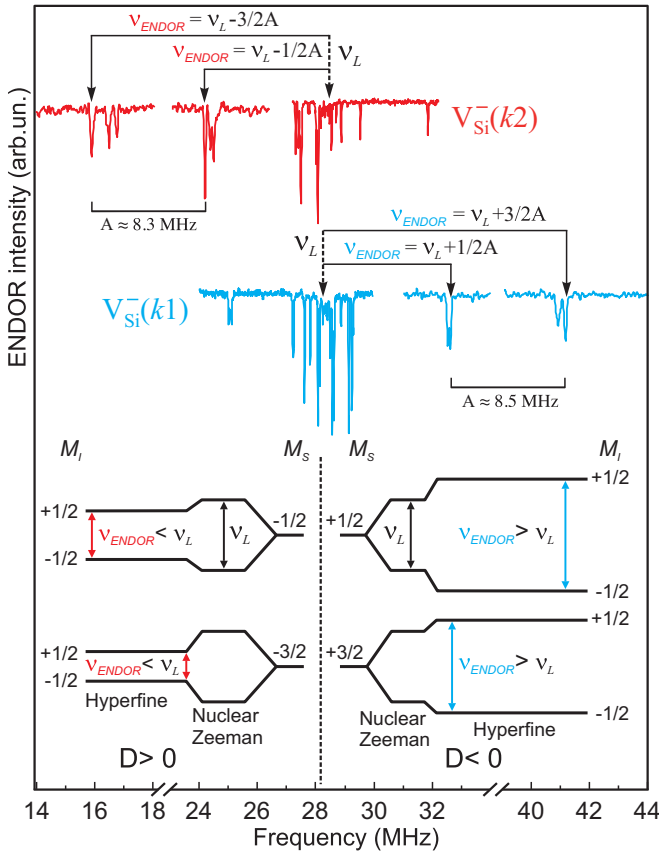 ν_ENDOR = ν_L-3/2A
ν_ENDOR = ν_L-1/2A
ν_L
V⁻_Si(k2)
A ≈ 8.3 MHz
ν_ENDOR = ν_L+3/2A
ν_L
ν_ENDOR = ν_L+1/2A
V⁻_Si(k1)
A ≈ 8.5 MHz
ENDOR intensity (arb.un.)
M_I M_S M_S M_I
+1/2
+1/2 -1/2 +1/2
ν_ENDOR < ν_L ν_L ν_L ν_ENDOR > ν_L
-1/2
-1/2
+1/2
+1/2 -3/2 +3/2
ν_ENDOR < ν_L ν_ENDOR > ν_L
-1/2
-1/2
Hyperfine Nuclear Zeeman Nuclear Zeeman Hyperfine
D> 0 D< 0
14 16 18 24 26 28 30 32 40 42 44
Frequency (MHz)